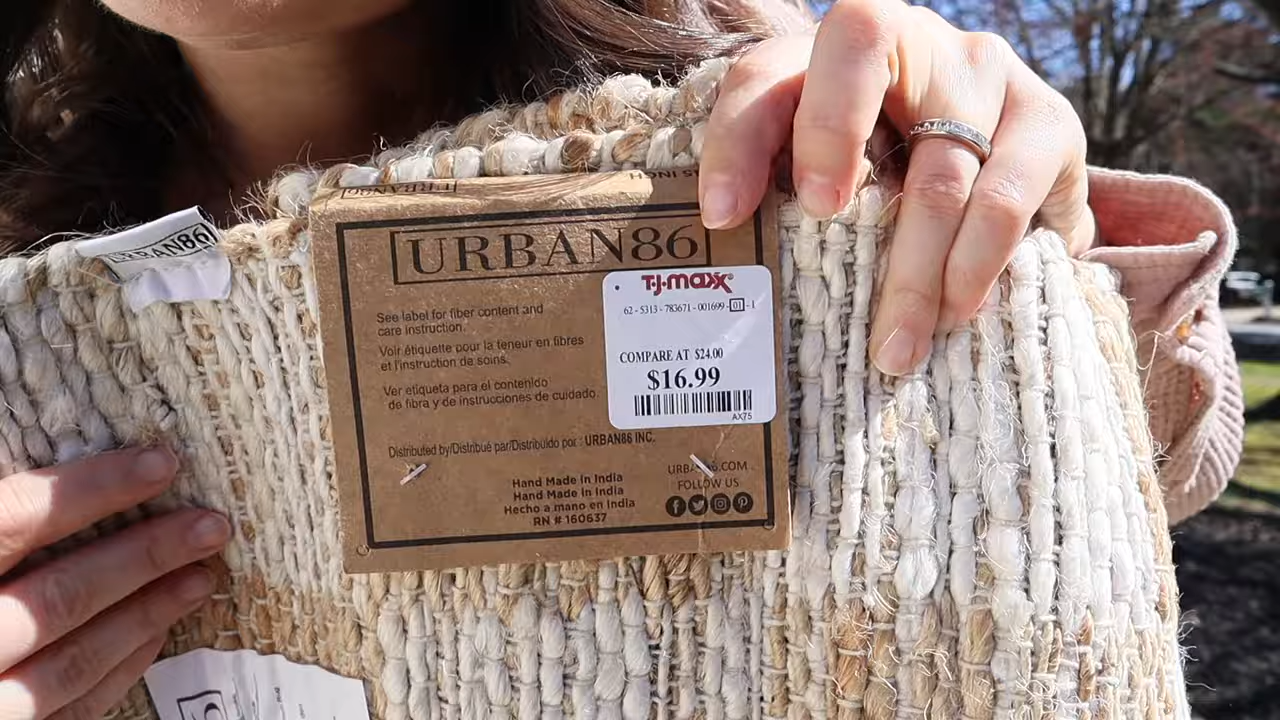 URBAN86
URBAN86
URBAN86
T·J·maxx®
62 - 5313 - 783671 - 001699 - 01 - 1
COMPARE AT $24.00
$16.99
AX75
See label for fiber content and
care instruction.
Voir étiquette pour la teneur en fibres
et l'instruction de soins.
Ver etiqueta para el contenido
de fibra y de instrucciones de cuidado.
Distributed by/Distribué par/Distribuido por : URBAN86 INC.
Hand Made in India
Hand Made in India
Hecho a mano en India
RN # 160637
URBAN86.COM
FOLLOW US